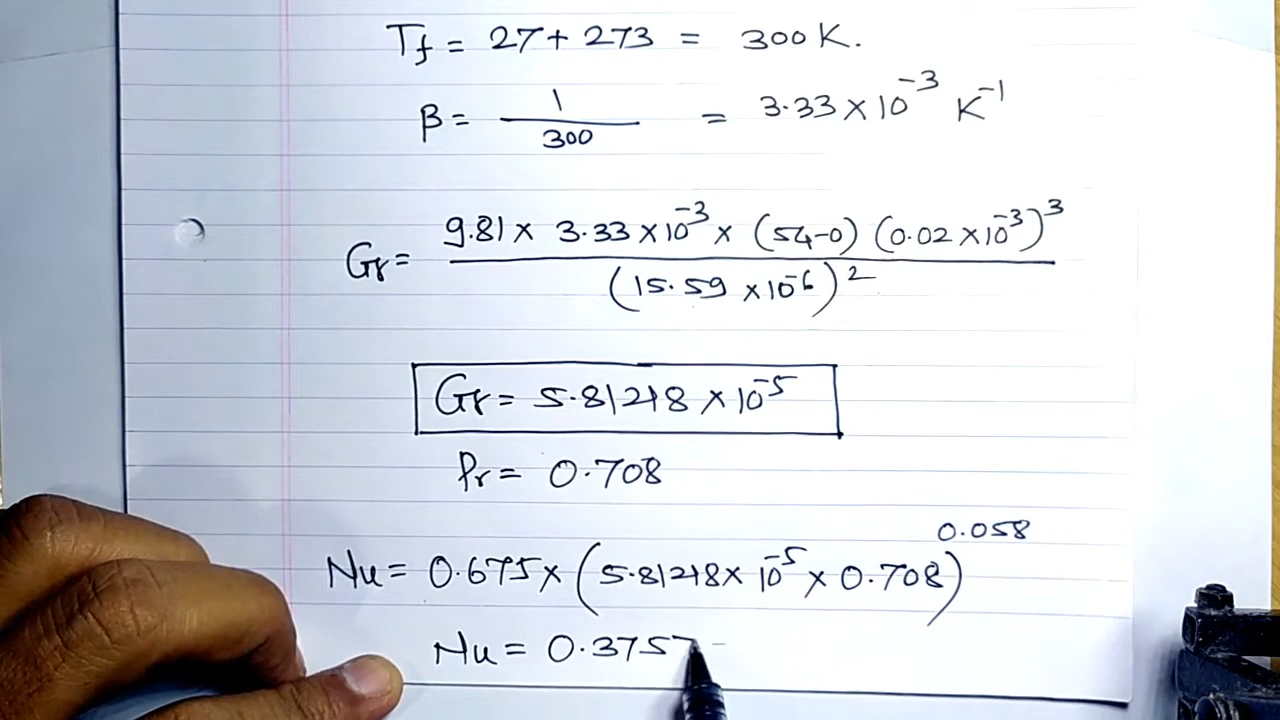 Tf = 27 + 273 = 300 K.
β = 1/300 = 3.33 × 10⁻³ K⁻¹
Gr = 9.81 × 3.33 × 10⁻³ × (54-0) (0.02 × 10⁻³)³ / (15.59 × 10⁻⁶)²
Gr = 5.81218 × 10⁻⁵
Pr = 0.708
Nu = 0.675 × (5.81218 × 10⁻⁵ × 0.708)^0.058
Nu = 0.3757